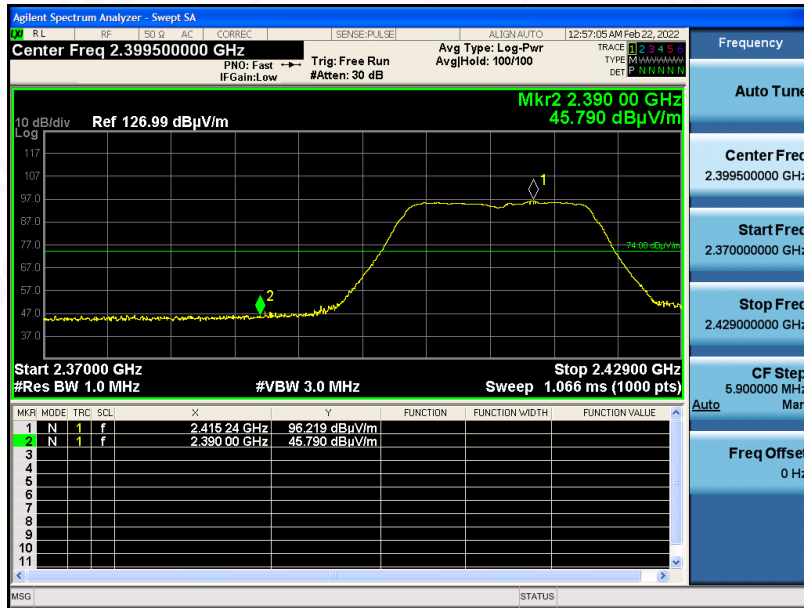 Agilent Spectrum Analyzer - Swept SA
LXI RL RF 50 Ω AC CORREC SENSE:PULSE ALIGN AUTO 12:57:05 AM Feb 22, 2022
Center Freq 2.399500000 GHz
PNO: Fast
IFGain:Low
Trig: Free Run
#Atten: 30 dB
Avg Type: Log-Pwr
Avg|Hold: 100/100
TRACE 1 2 3 4 5 6
TYPE M WWWWW
DET P N N N N N
Mkr2 2.390 00 GHz
45.790 dBµV/m
10 dB/div Ref 126.99 dBµV/m
Log
117
107
97.0
87.0
77.0
67.0
57.0
47.0
37.0
1
74.00 dBµV/m
2
Start 2.37000 GHz Stop 2.42900 GHz
#Res BW 1.0 MHz #VBW 3.0 MHz Sweep 1.066 ms (1000 pts)
MKR MODE TRC SCL X Y FUNCTION FUNCTION WIDTH FUNCTION VALUE
1 N 1 f 2.415 24 GHz 96.219 dBµV/m
2 N 1 f 2.390 00 GHz 45.790 dBµV/m
3
4
5
6
7
8
9
10
11
MSG STATUS
Frequency
Auto Tune
Center Freq
2.399500000 GHz
Start Freq
2.370000000 GHz
Stop Freq
2.429000000 GHz
CF Step
5.900000 MHz
Auto Man
Freq Offset
0 Hz